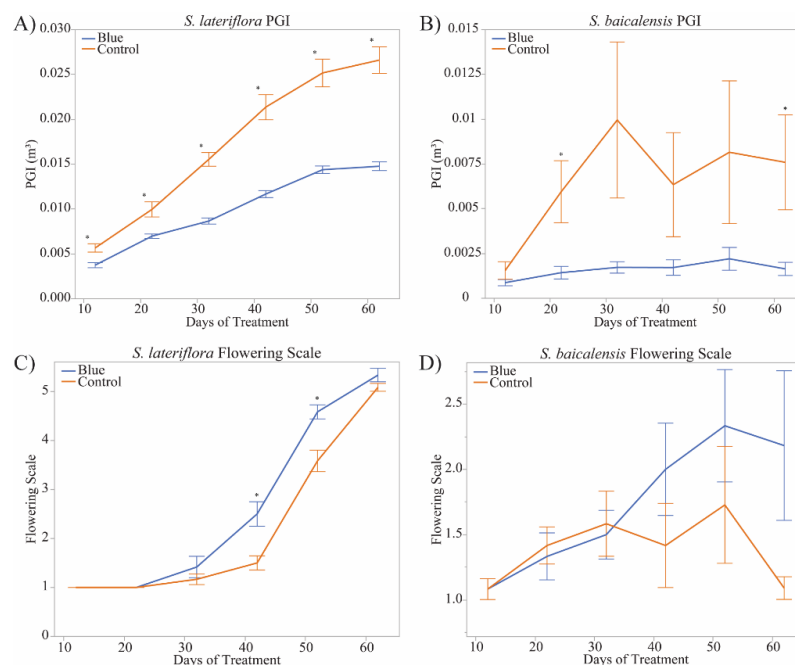 A) S. lateriflora PGI
Blue
Control
0.030
0.025
0.020
0.015
0.010
0.005
0.000
PGI (m³)
* * * * * *
10 20 30 40 50 60
Days of Treatment
B) S. baicalensis PGI
Blue
Control
0.015
0.0125
0.01
0.0075
0.005
0.0025
0
PGI (m³)
* *
10 20 30 40 50 60
Days of Treatment
C) S. lateriflora Flowering Scale
Blue
Control
5
4
3
2
1
0
Flowering Scale
* *
10 20 30 40 50 60
Days of Treatment
D) S. baicalensis Flowering Scale
Blue
Control
2.5
2.0
1.5
1.0
Flowering Scale
10 20 30 40 50 60
Days of Treatment